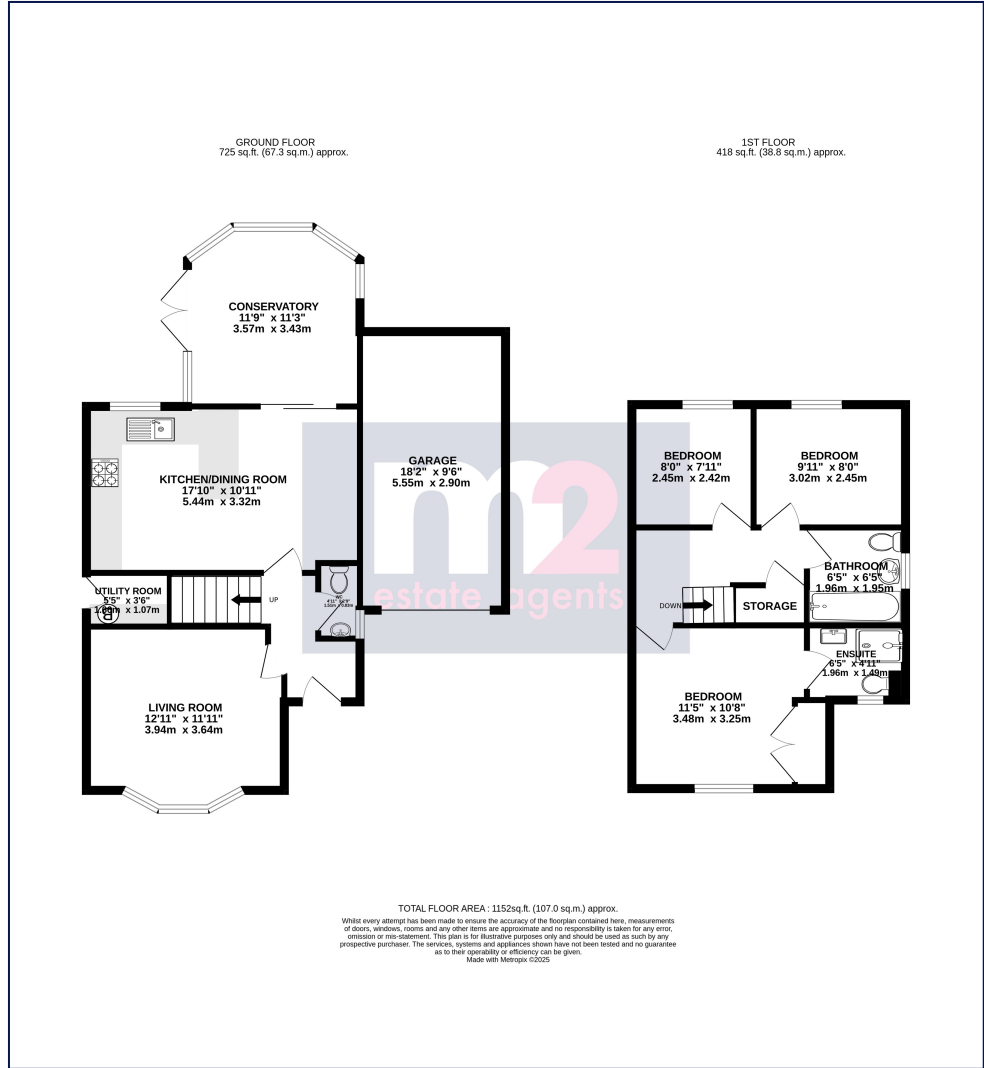 GROUND FLOOR
725 sq.ft. (67.3 sq.m.) approx.
1ST FLOOR
418 sq.ft. (38.8 sq.m.) approx.
CONSERVATORY
11'9" x 11'3"
3.57m x 3.43m
GARAGE
18'2" x 9'6"
5.55m x 2.90m
KITCHEN/DINING ROOM
17'10" x 10'11"
5.44m x 3.32m
UTILITY ROOM
5'5" x 3'6"
x 1.07m
B
UP
WC
4'11"
LIVING ROOM
12'11" x 11'11"
3.94m x 3.64m
BEDROOM
8'0" x 7'11"
2.45m x 2.42m
BEDROOM
9'11" x 8'0"
3.02m x 2.45m
BATHROOM
6'5" x 6'5"
1.96m x 1.95m
DOWN
STORAGE
ENSUITE
6'5" x 4'11"
1.96m x 1.49m
BEDROOM
11'5" x 10'8"
3.48m x 3.25m
m2
estate agents
TOTAL FLOOR AREA : 1152sq.ft. (107.0 sq.m.) approx.
Whilst every attempt has been made to ensure the accuracy of the floorplan contained here, measurements
of doors, windows, rooms and any other items are approximate and no responsibility is taken for any error,
omission or mis-statement. This plan is for illustrative purposes only and should be used as such by any
prospective purchaser. The services, systems and appliances shown have not been tested and no guarantee
as to their operability or efficiency can be given.
Made with Metropix ©2025